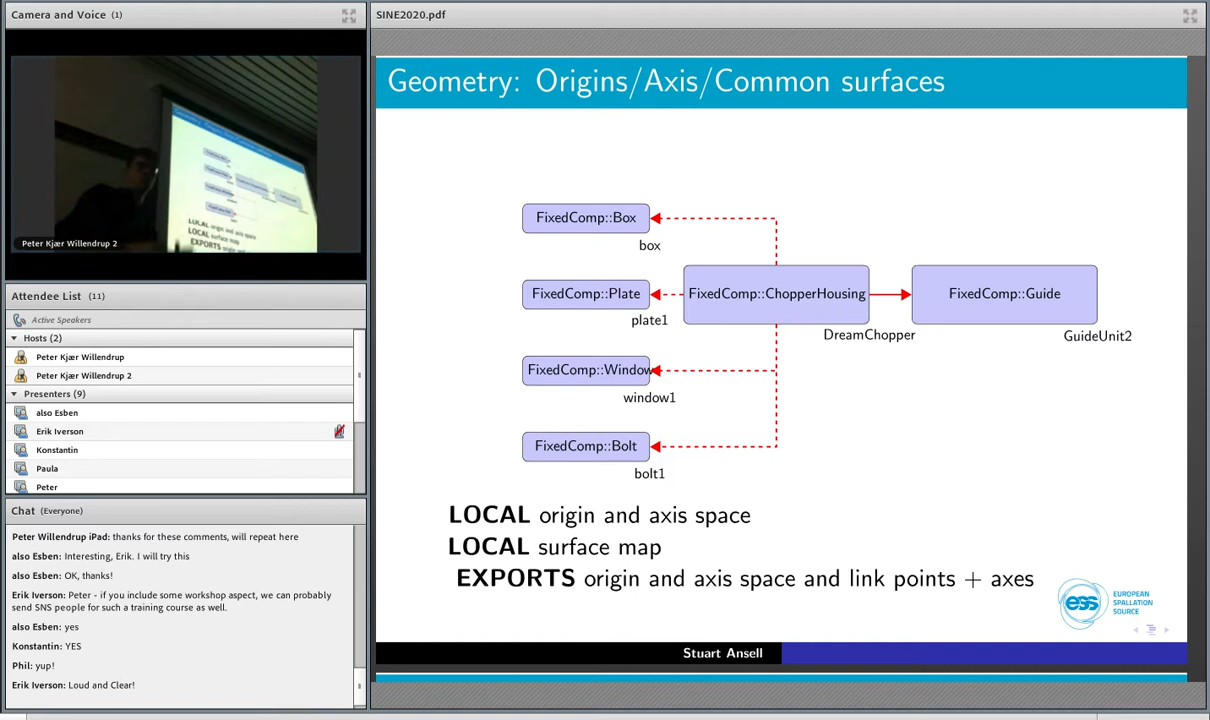 Camera and Voice (1)
Peter Kjær Willendrup 2
Attendee List (11)
Active Speakers
Hosts (2)
Peter Kjær Willendrup
Peter Kjær Willendrup 2
Presenters (9)
also Esben
Erik Iverson
Konstantin
Paula
Peter
Chat (Everyone)
Peter Willendrup iPad: thanks for these comments, will repeat here
also Esben: Interesting, Erik. I will try this
also Esben: OK, thanks!
Erik Iverson: Peter - if you include some workshop aspect, we can probably
send SNS people for such a training course as well.
also Esben: yes
Konstantin: YES
Phil: yup!
Erik Iverson: Loud and Clear!
SINE2020.pdf
Geometry: Origins/Axis/Common surfaces
FixedComp::Box
box
FixedComp::Plate
plate1
FixedComp::ChopperHousing
DreamChopper
FixedComp::Guide
GuideUnit2
FixedComp::Window
window1
FixedComp::Bolt
bolt1
LOCAL origin and axis space
LOCAL surface map
EXPORTS origin and axis space and link points + axes
ess
EUROPEAN
SPALLATION
SOURCE
Stuart Ansell